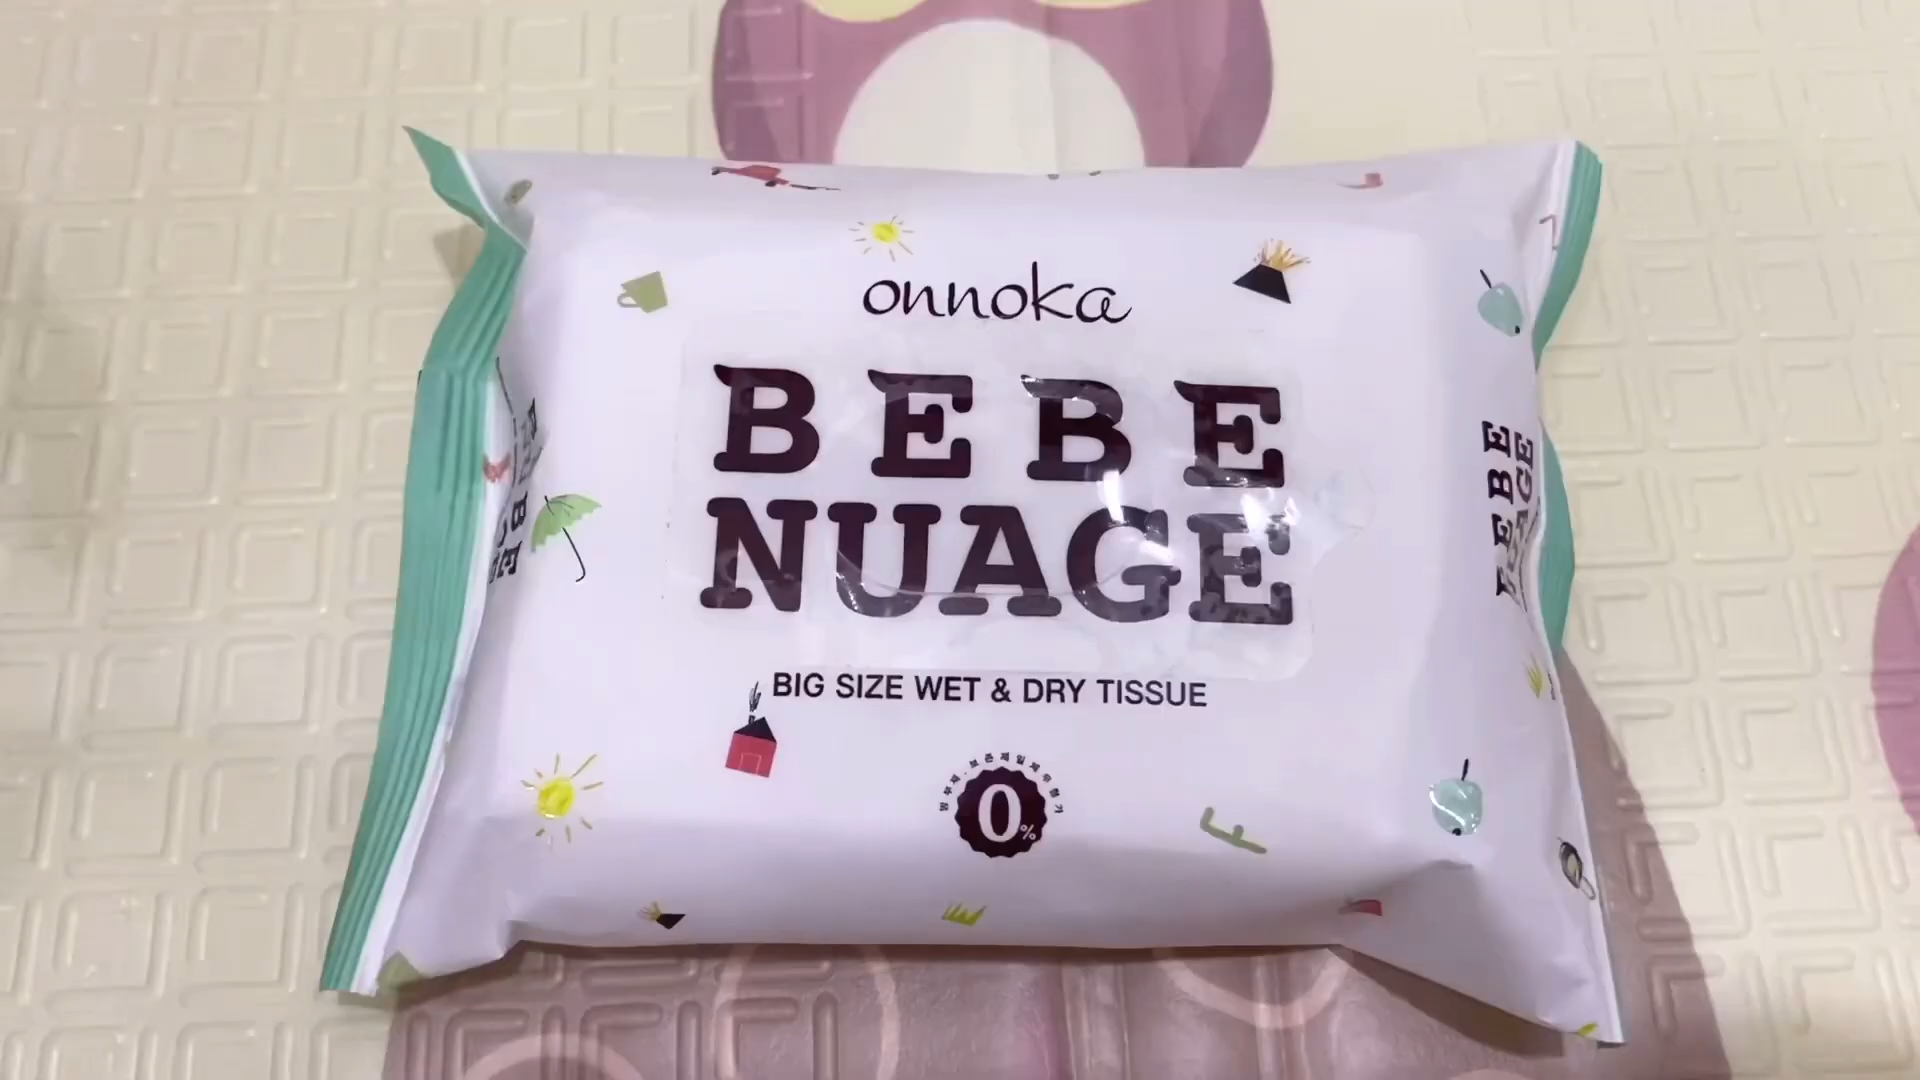 onnoka
BEBE
NUAGE
BIG SIZE WET & DRY TISSUE
0%
BEBE